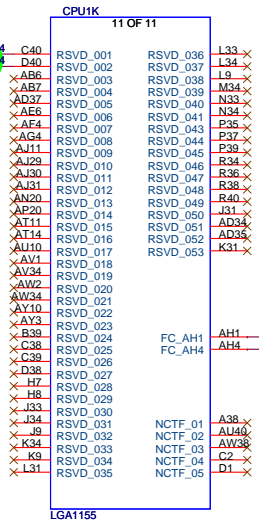 CPU1K
11 OF 11
4 C40 RSVD_001 RSVD_036 L33
4 D40 RSVD_002 RSVD_037 L34
AB6 RSVD_003 RSVD_038 L9
AB7 RSVD_004 RSVD_039 M34
AD37 RSVD_005 RSVD_040 N33
AE6 RSVD_006 RSVD_041 N34
AF4 RSVD_007 RSVD_043 P35
AG4 RSVD_008 RSVD_044 P37
AJ11 RSVD_009 RSVD_045 P39
AJ29 RSVD_010 RSVD_046 R34
AJ30 RSVD_011 RSVD_047 R36
AJ31 RSVD_012 RSVD_048 R38
AN20 RSVD_013 RSVD_049 R40
AP20 RSVD_014 RSVD_050 J31
AT11 RSVD_016 RSVD_051 AD34
AT14 RSVD_016 RSVD_052 AD35
AU10 RSVD_017 RSVD_053 K31
AV1 RSVD_018
AV34 RSVD_019
AW2 RSVD_020
AW34 RSVD_021
AY10 RSVD_022
AY3 RSVD_023
B39 RSVD_024 FC_AH1 AH1
C38 RSVD_025 FC_AH4 AH4
C39 RSVD_026
D38 RSVD_027
H7 RSVD_028
H8 RSVD_029
J33 RSVD_030
J34 RSVD_031 NCTF_01 A38
J9 RSVD_032 NCTF_02 AU40
K34 RSVD_033 NCTF_03 AW38
K9 RSVD_034 NCTF_04 C2
L31 RSVD_035 NCTF_05 D1
LGA1155